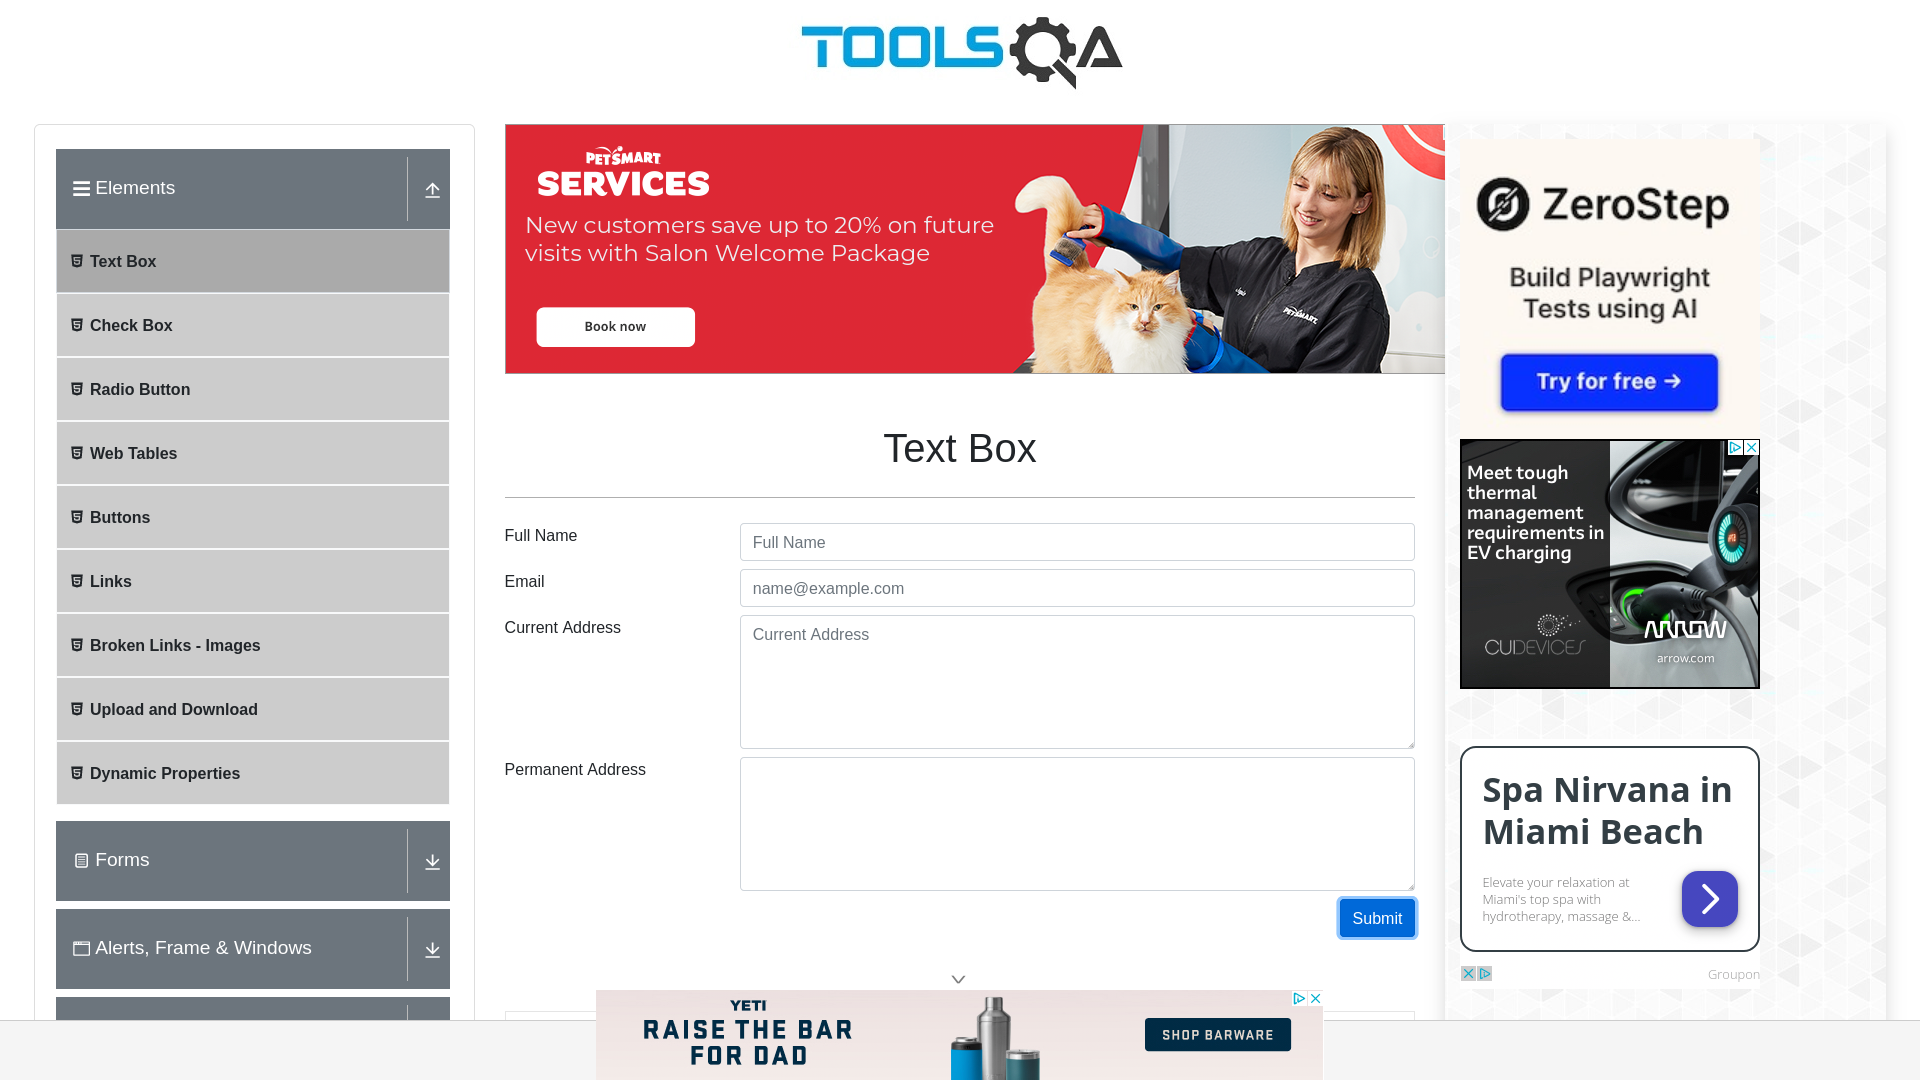 TOOLSQA
Elements
Text Box
Check Box
Radio Button
Web Tables
Buttons
Links
Broken Links - Images
Upload and Download
Dynamic Properties
Forms
Alerts, Frame & Windows
PETSMART
SERVICES
New customers save up to 20% on future
visits with Salon Welcome Package
Book now
PETSMART
Text Box
Full Name
Full Name
Email
name@example.com
Current Address
Current Address
Permanent Address
Submit
ZeroStep
Build Playwright
Tests using AI
Try for free →
Meet tough
thermal
management
requirements in
EV charging
CUIDEVICES
ARROW
arrow.com
Spa Nirvana in
Miami Beach
Elevate your relaxation at
Miami's top spa with
hydrotherapy, massage &...
Groupon
YETI
RAISE THE BAR
FOR DAD
SHOP BARWARE